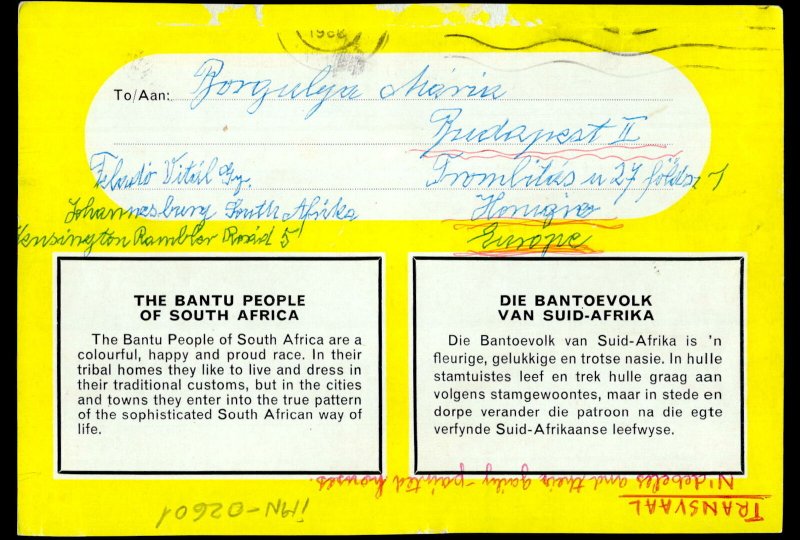 196
To/Aan: Borgulya Mária
Budapest II
Trombitás u 27 földsz 1
Hongria
Europe
Feladó Vitál Gy.
Johannesburg South Afrika
Kensington Rambler Road 5
THE BANTU PEOPLE
OF SOUTH AFRICA
The Bantu People of South Africa are a
colourful, happy and proud race. In their
tribal homes they like to live and dress in
their traditional customs, but in the cities
and towns they enter into the true pattern
of the sophisticated South African way of
life.
DIE BANTOEVOLK
VAN SUID-AFRIKA
Die Bantoevolk van Suid-Afrika is 'n
fleurige, gelukkige en trotse nasie. In hulle
stamtuistes leef en trek hulle graag aan
volgens stamgewoontes, maar in stede en
dorpe verander die patroon na die egte
verfynde Suid-Afrikaanse leefwyse.
TRANSVAAL
N'debeles and their gaily-painted houses.
IMN-02601